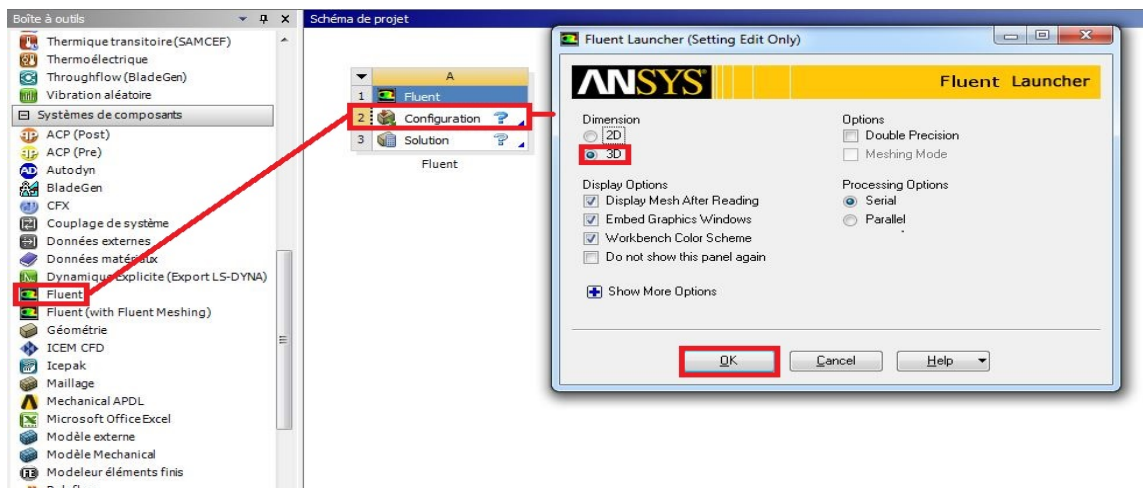 Boîte à outils
Thermique transitoire (SAMCEF)
Thermoélectrique
Throughflow (BladeGen)
Vibration aléatoire
Systèmes de composants
ACP (Post)
ACP (Pre)
Autodyn
BladeGen
CFX
Couplage de système
Données externes
Données matériaux
Dynamique Explicite (Export LS-DYNA)
Fluent
Fluent (with Fluent Meshing)
Géométrie
ICEM CFD
Icepak
Maillage
Mechanical APDL
Microsoft Office Excel
Modèle externe
Modèle Mechanical
Modeleur éléments finis
Schéma de projet
A
1 Fluent
2 Configuration ?
3 Solution ?
Fluent
Fluent Launcher (Setting Edit Only)
ANSYS
Fluent Launcher
Dimension
2D
3D
Options
Double Precision
Meshing Mode
Display Options
Display Mesh After Reading
Embed Graphics Windows
Workbench Color Scheme
Do not show this panel again
Processing Options
Serial
Parallel
Show More Options
OK
Cancel
Help